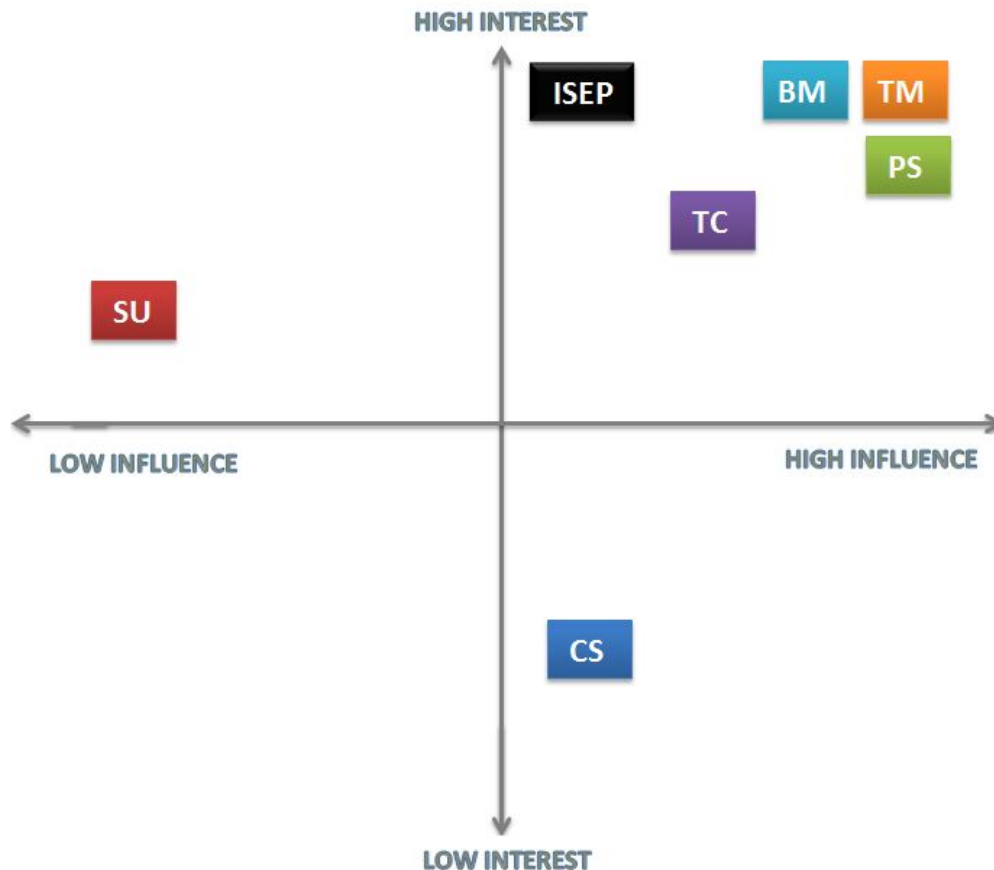 HIGH INTEREST
ISEP
BM
TM
PS
TC
SU
LOW INFLUENCE
HIGH INFLUENCE
CS
LOW INTEREST